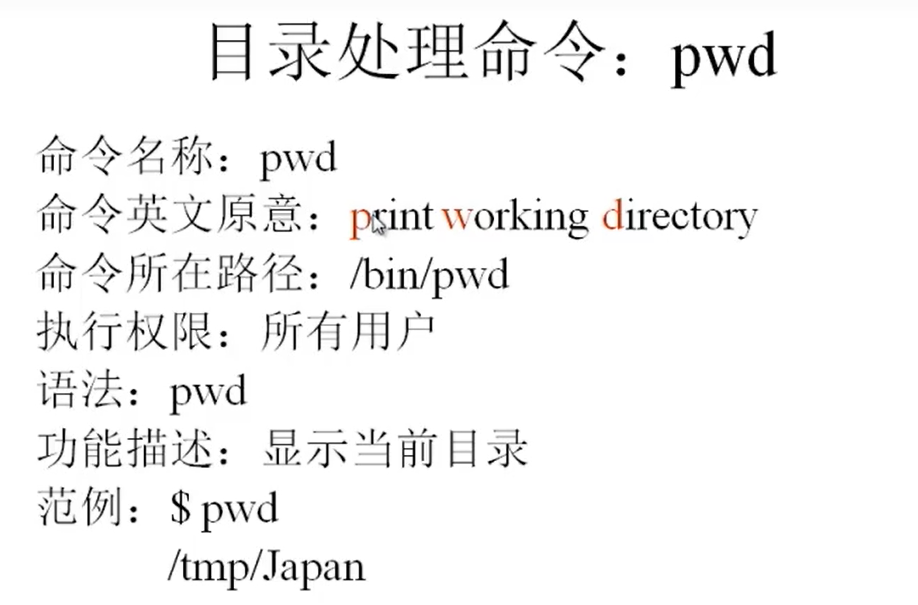 目录处理命令：pwd
命令名称：pwd
命令英文原意：print working directory
命令所在路径：/bin/pwd
执行权限：所有用户
语法：pwd
功能描述：显示当前目录
范例：$ pwd
/tmp/Japan